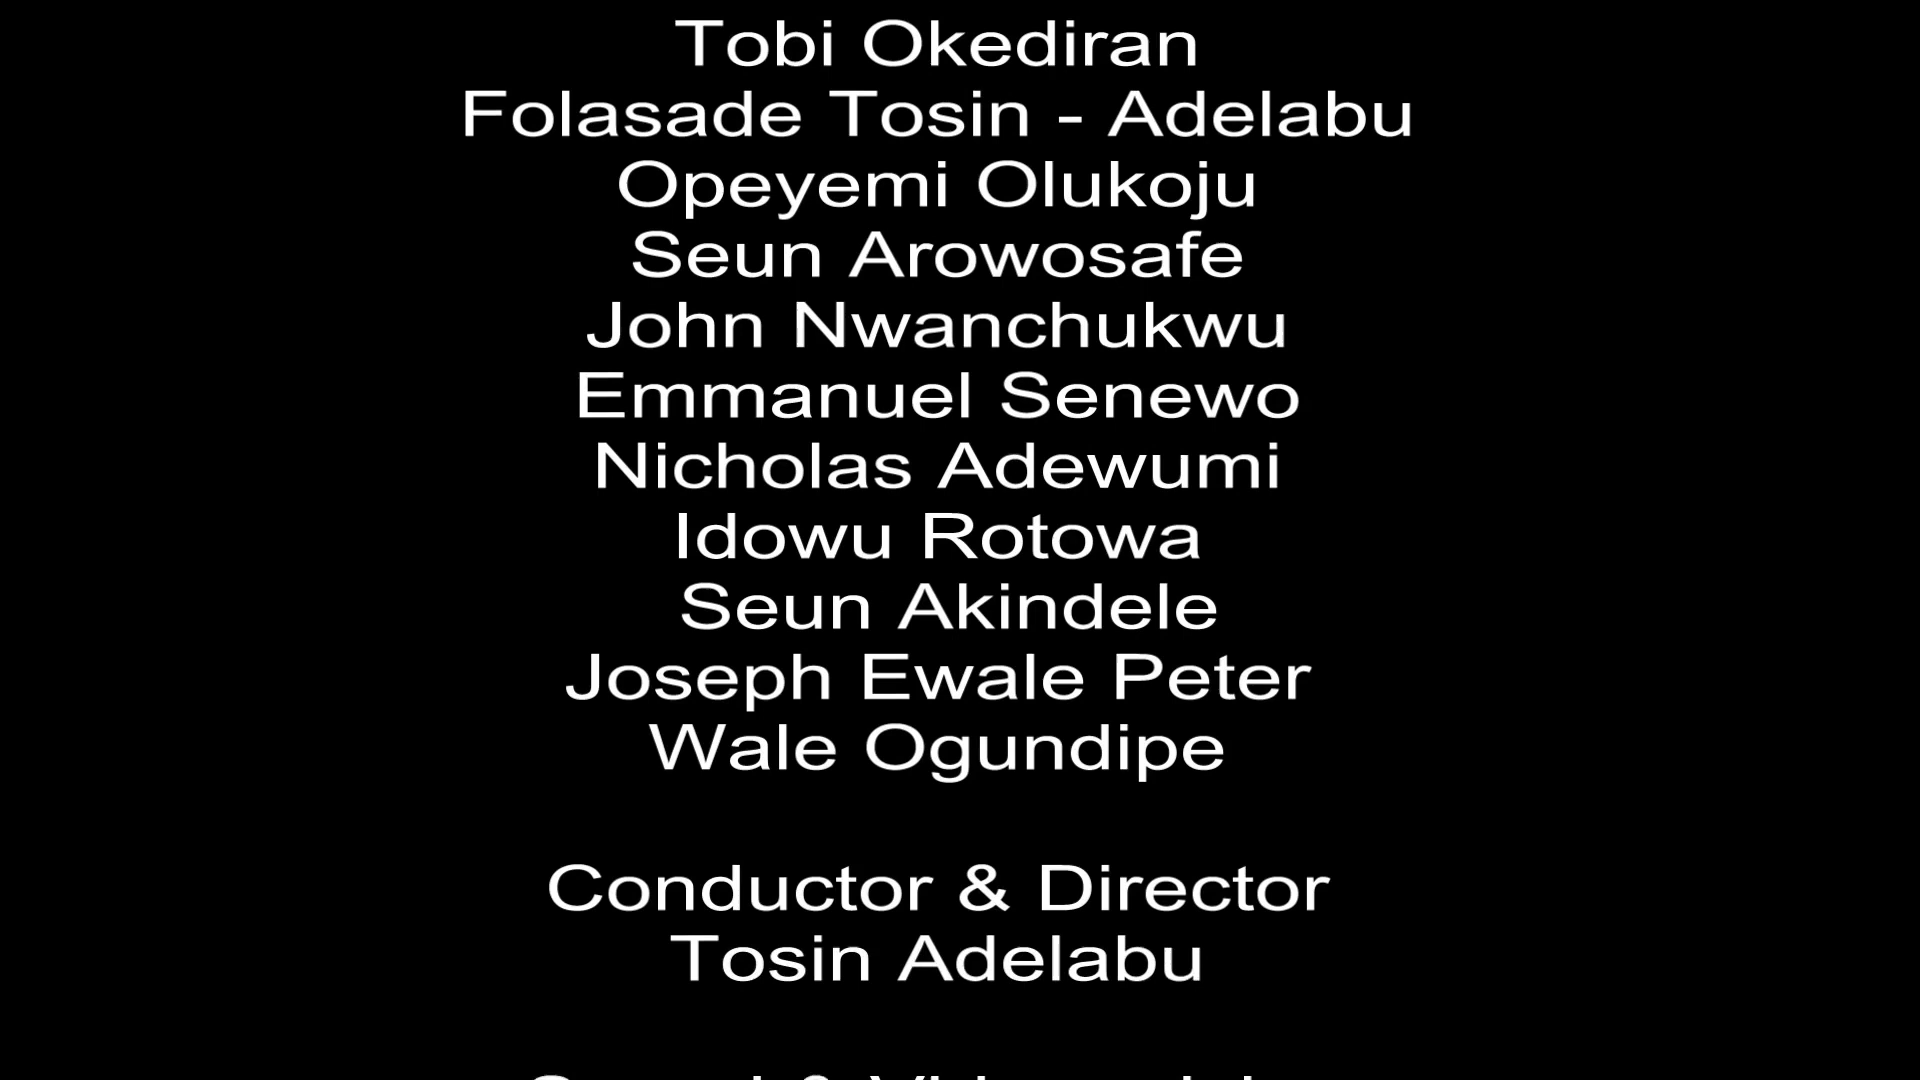 Tobi Okediran
Folasade Tosin - Adelabu
Opeyemi Olukoju
Seun Arowosafe
John Nwanchukwu
Emmanuel Senewo
Nicholas Adewumi
Idowu Rotowa
Seun Akindele
Joseph Ewale Peter
Wale Ogundipe
Conductor & Director
Tosin Adelabu